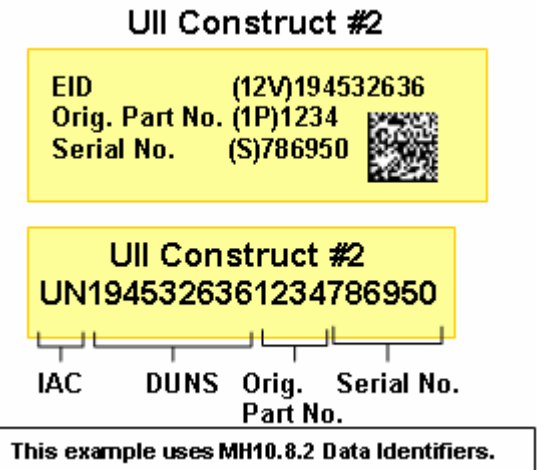 UII Construct #2
EID (12V)194532636
Orig. Part No. (1P)1234
Serial No. (S)786950
UII Construct #2
UN1945326361234786950
IAC DUNS Orig. Serial No.
Part No.
This example uses MH10.8.2 Data Identifiers.